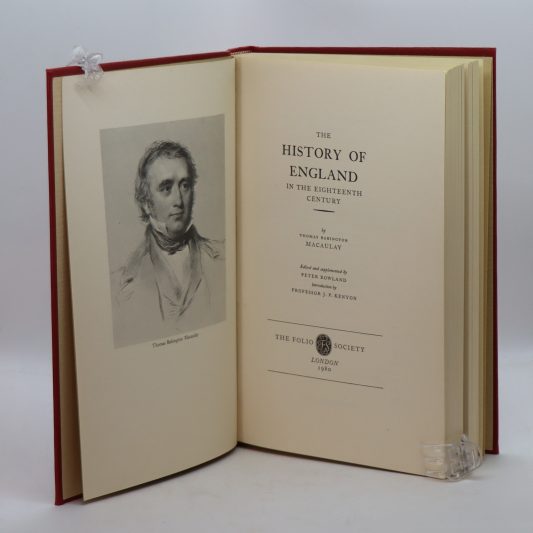 Thomas Babington Macaulay
THE
HISTORY OF
ENGLAND
IN THE EIGHTEENTH
CENTURY
by
THOMAS BABINGTON
MACAULAY
Edited and supplemented by
PETER ROWLAND
Introduction by
PROFESSOR J. P. KENYON
THE FOLIO SOCIETY
LONDON
1980